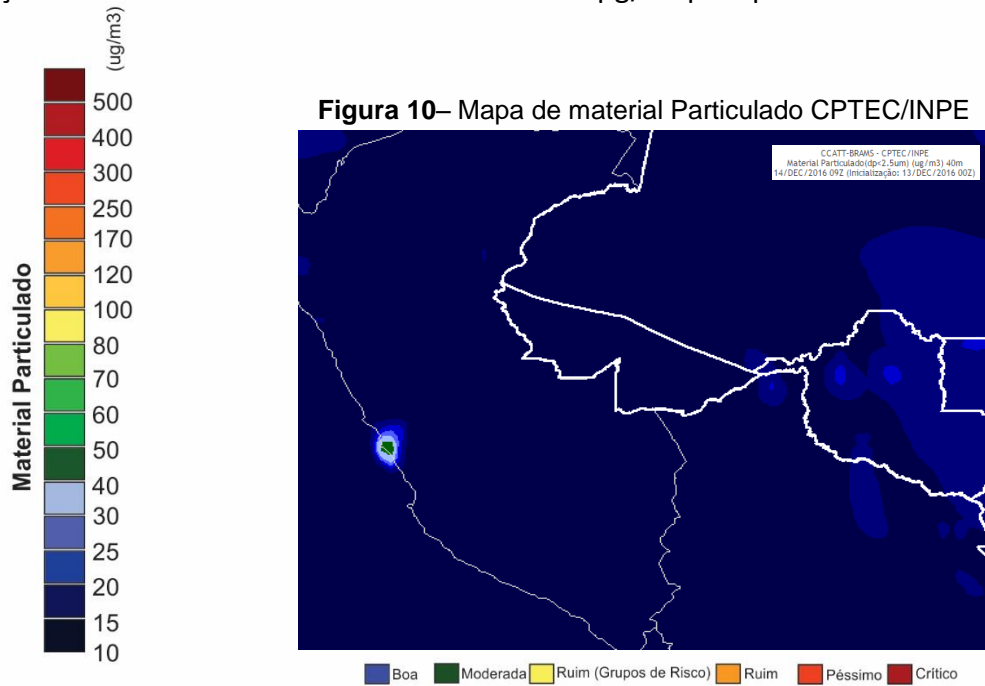 (ug/m3)
Material Particulado
500
400
300
250
170
120
100
80
70
60
50
40
30
25
20
15
10
Figura 10– Mapa de material Particulado CPTEC/INPE
CCATT-BRAMS - CPTEC/INPE
Material Particulado(dp<2.5um) (ug/m3) 40m
14/DEC/2016 09Z (Inicialização: 13/DEC/2016 00Z)
Boa Moderada Ruim (Grupos de Risco) Ruim Péssimo Crítico